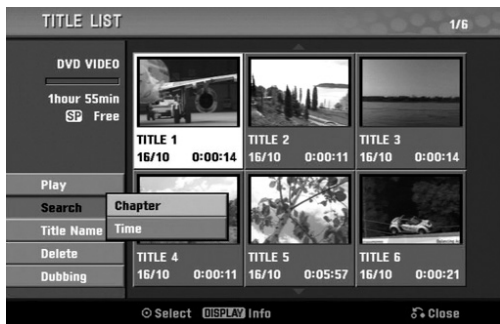 TITLE LIST
1/6
DVD VIDEO
1hour 55min
SP Free
TITLE 1
16/10 0:00:14
TITLE 2
16/10 0:00:11
TITLE 3
16/10 0:00:14
Play
Search
Title Name
Delete
Dubbing
Chapter
Time
TITLE 4
16/10 0:00:11
TITLE 5
16/10 0:05:57
TITLE 6
16/10 0:00:21
Select DISPLAY Info
Close